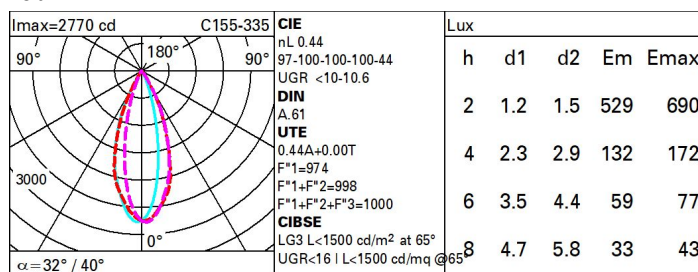 Imax=2770 cd C155-335
90° 180° 90°
3000
0°
α=32° / 40°
CIE
nL 0.44
97-100-100-100-44
UGR <10-10.6
DIN
A.61
UTE
0.44A+0.00T
F"1=974
F"1+F"2=998
F"1+F"2+F"3=1000
CIBSE
LG3 L<1500 cd/m² at 65°
UGR<16 | L<1500 cd/mq @65°
Lux
h d1 d2 Em Emax
2 1.2 1.5 529 690
4 2.3 2.9 132 172
6 3.5 4.4 59 77
8 4.7 5.8 33 43